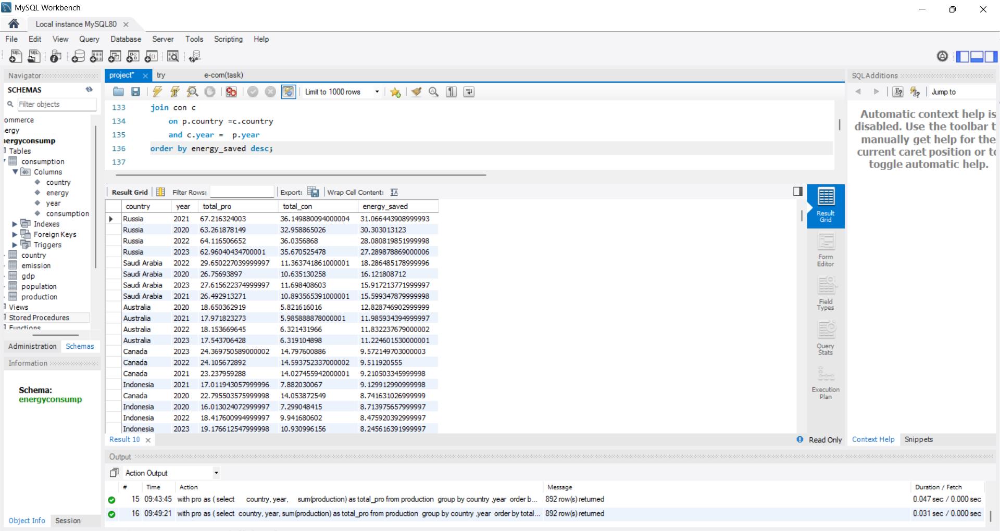 MySQL Workbench
Local instance MySQL80
File Edit View Query Database Server Tools Scripting Help
Navigator
SCHEMAS
Filter objects
ommerce
ergy
nergyconsump
Tables
consumption
Columns
country
energy
year
consumption
Indexes
Foreign Keys
Triggers
country
emission
gdp
population
production
Views
Stored Procedures
Functions
Administration Schemas
Information
Schema:
energyconsump
Object Info Session
project* try e-com(task)
Limit to 1000 rows
133 join con c
134 on p.country =c.country
135 and c.year = p.year
136 order by energy_saved desc;
137
Result Grid Filter Rows: Export: Wrap Cell Content:
country year total_pro total_con energy_saved
Russia 2021 67.216324003 36.149880094000004 31.066443908999993
Russia 2020 63.261878149 32.958865026 30.303013123
Russia 2022 64.116506652 36.0356868 28.080819851999998
Russia 2023 62.96040434700001 35.670525478 27.289878869000006
Saudi Arabia 2022 29.650227039999997 11.363741861000001 18.286485178999996
Saudi Arabia 2020 26.75693897 10.635130258 16.121808712
Saudi Arabia 2023 27.615622374999997 11.698408603 15.917213771999997
Saudi Arabia 2021 26.492913271 10.893565391000001 15.599347879999998
Australia 2020 18.650362919 5.821616016 12.828746902999999
Australia 2021 17.971823273 5.985888878000001 11.985934394999997
Australia 2022 18.153669645 6.321431966 11.832237679000002
Australia 2023 17.543706428 6.319104898 11.224601530000001
Canada 2023 24.369750589000002 14.797600886 9.572149703000003
Canada 2022 24.105672892 14.593752337000002 9.511920555
Canada 2021 23.237959288 14.027455942000001 9.210503345999998
Indonesia 2021 17.011943057999996 7.882030067 9.129912990999998
Canada 2020 22.795503575999998 14.053872549 8.741631026999999
Indonesia 2020 16.013024072999997 7.299048415 8.713975657999997
Indonesia 2022 18.417600994999997 9.941680602 8.475920392999997
Indonesia 2023 19.176612547999998 10.930996156 8.245616391999997
Result 10
Read Only
Result
Grid
Form
Editor
Field
Types
Query
Stats
Execution
Plan
SQLAdditions
Jump to
Automatic context help is
disabled. Use the toolbar t
manually get help for the
current caret position or to
toggle automatic help.
Context Help Snippets
Output
Action Output
# Time Action Message Duration / Fetch
15 09:43:45 with pro as ( select country, year, sum(production) as total_pro from production group by country ,year order b... 892 row(s) returned 0.047 sec / 0.000 sec
16 09:49:21 with pro as ( select country, year, sum(production) as total_pro from production group by country ,year order by total... 892 row(s) returned 0.031 sec / 0.000 sec